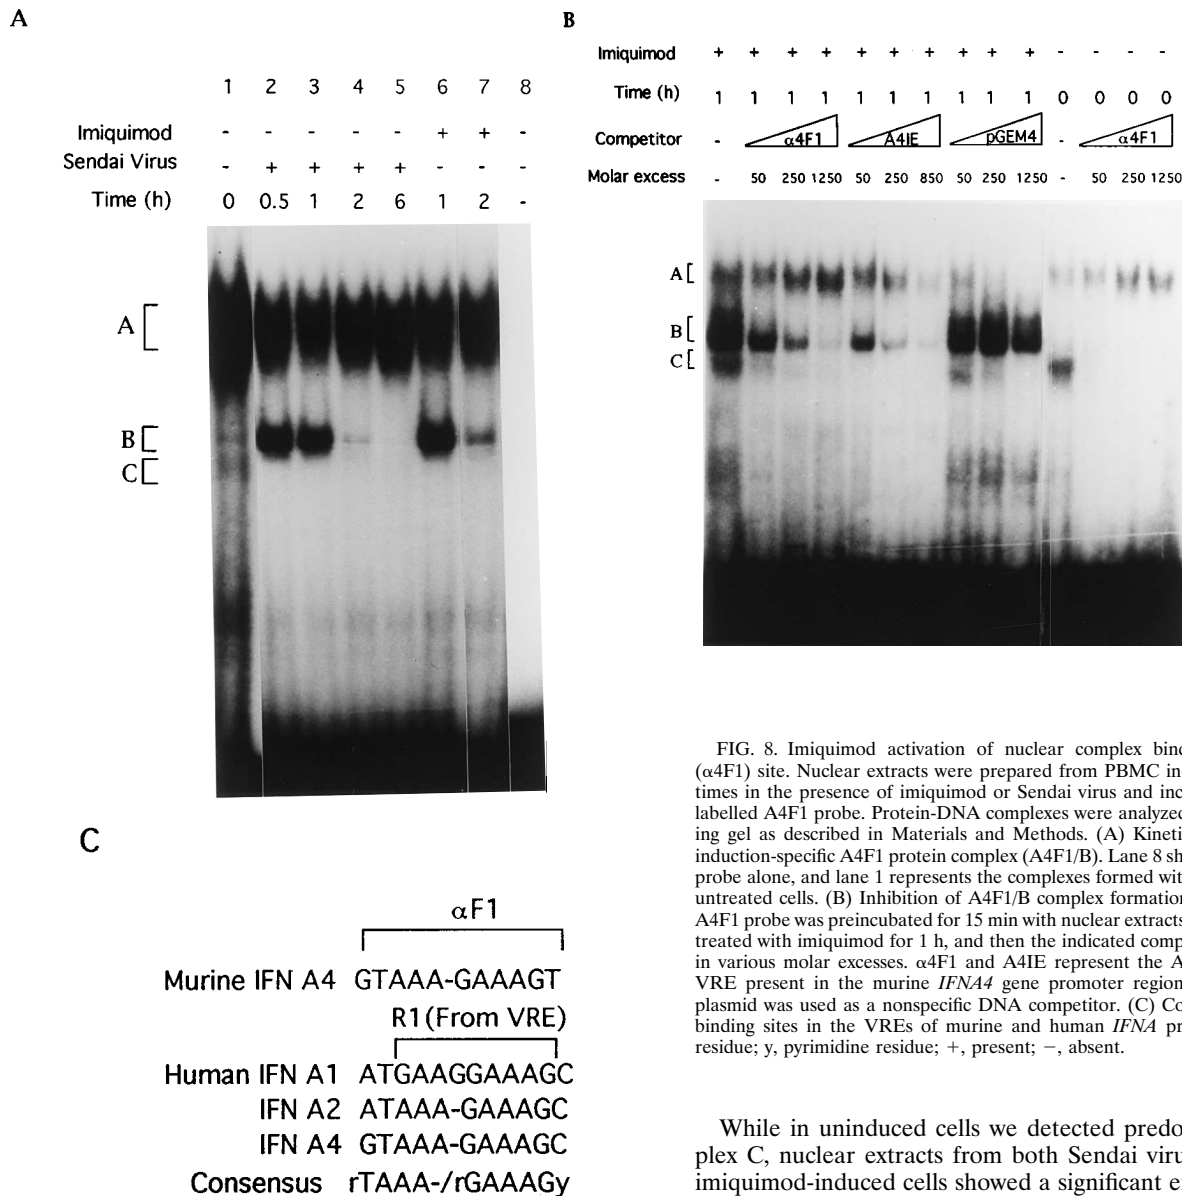 A
1 2 3 4 5 6 7 8
Imiquimod - - - - - + + -
Sendai Virus - + + + + - - -
Time (h) 0 0.5 1 2 6 1 2 -
A
B
C
B
Imiquimod + + + + + + + + + + - - - -
Time (h) 1 1 1 1 1 1 1 1 1 1 0 0 0 0
Competitor - α4F1 A4IE pGEM4 - α4F1
Molar excess - 50 250 1250 50 250 850 50 250 1250 - 50 250 1250
A
B
C
C
αF1
Murine IFN A4 GTAAA-GAAAGT
R1(From VRE)
Human IFN A1 ATGAAGGAAAGC
IFN A2 ATAAA-GAAAGC
IFN A4 GTAAA-GAAAGC
Consensus rTAAA-/rGAAAGy
FIG. 8. Imiquimod activation of nuclear complex bind
(α4F1) site. Nuclear extracts were prepared from PBMC in
times in the presence of imiquimod or Sendai virus and inc
labelled A4F1 probe. Protein-DNA complexes were analyzed
ing gel as described in Materials and Methods. (A) Kineti
induction-specific A4F1 protein complex (A4F1/B). Lane 8 sh
probe alone, and lane 1 represents the complexes formed wit
untreated cells. (B) Inhibition of A4F1/B complex formation
A4F1 probe was preincubated for 15 min with nuclear extracts
treated with imiquimod for 1 h, and then the indicated comp
in various molar excesses. α4F1 and A4IE represent the A
VRE present in the murine IFNA4 gene promoter region
plasmid was used as a nonspecific DNA competitor. (C) Co
binding sites in the VREs of murine and human IFNA pr
residue; y, pyrimidine residue; +, present; −, absent.
While in uninduced cells we detected predo
plex C, nuclear extracts from both Sendai viru
imiquimod-induced cells showed a significant e